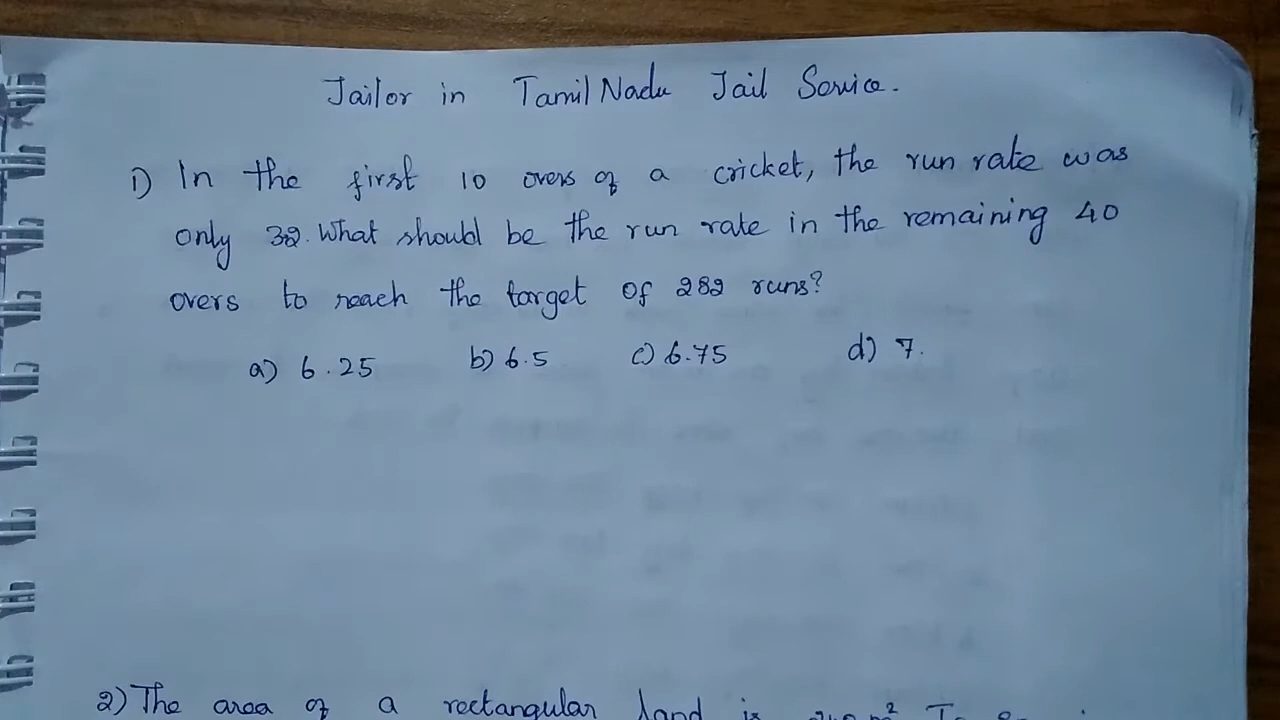 Jailor in Tamil Nadu Jail Service.
1) In the first 10 overs of a cricket, the run rate was
only 32. What should be the run rate in the remaining 40
overs to reach the target of 282 runs?
a) 6.25 b) 6.5 c) 6.75 d) 7.
2) The area of a rectangular land is